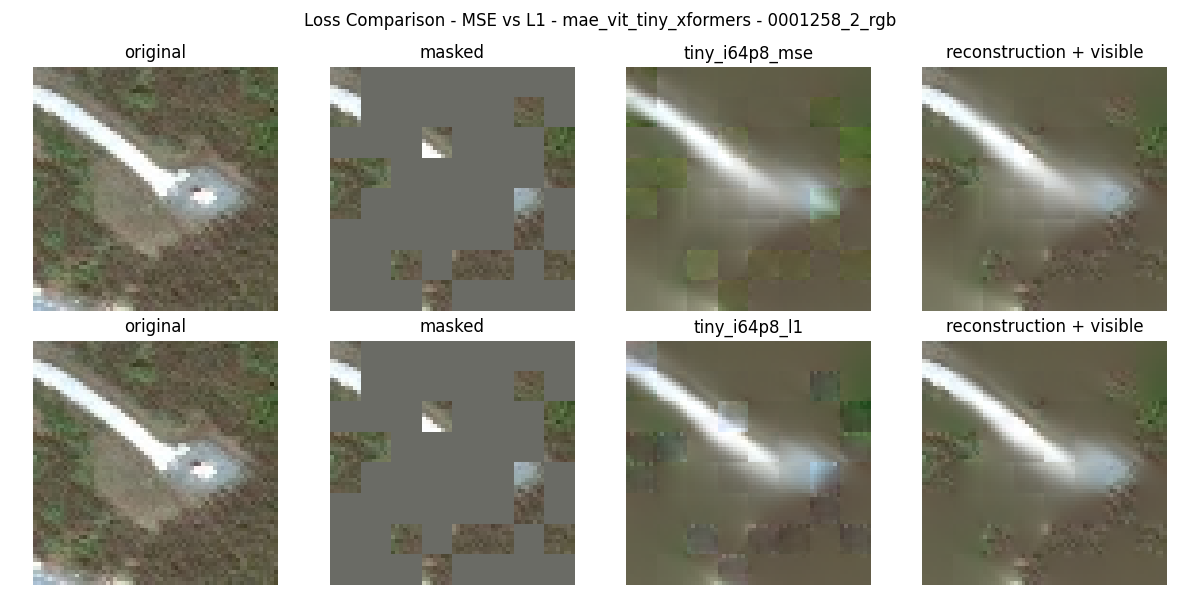 Loss Comparison - MSE vs L1 - mae_vit_tiny_xformers - 0001258_2_rgb
original masked tiny_i64p8_mse reconstruction + visible
original masked tiny_i64p8_l1 reconstruction + visible